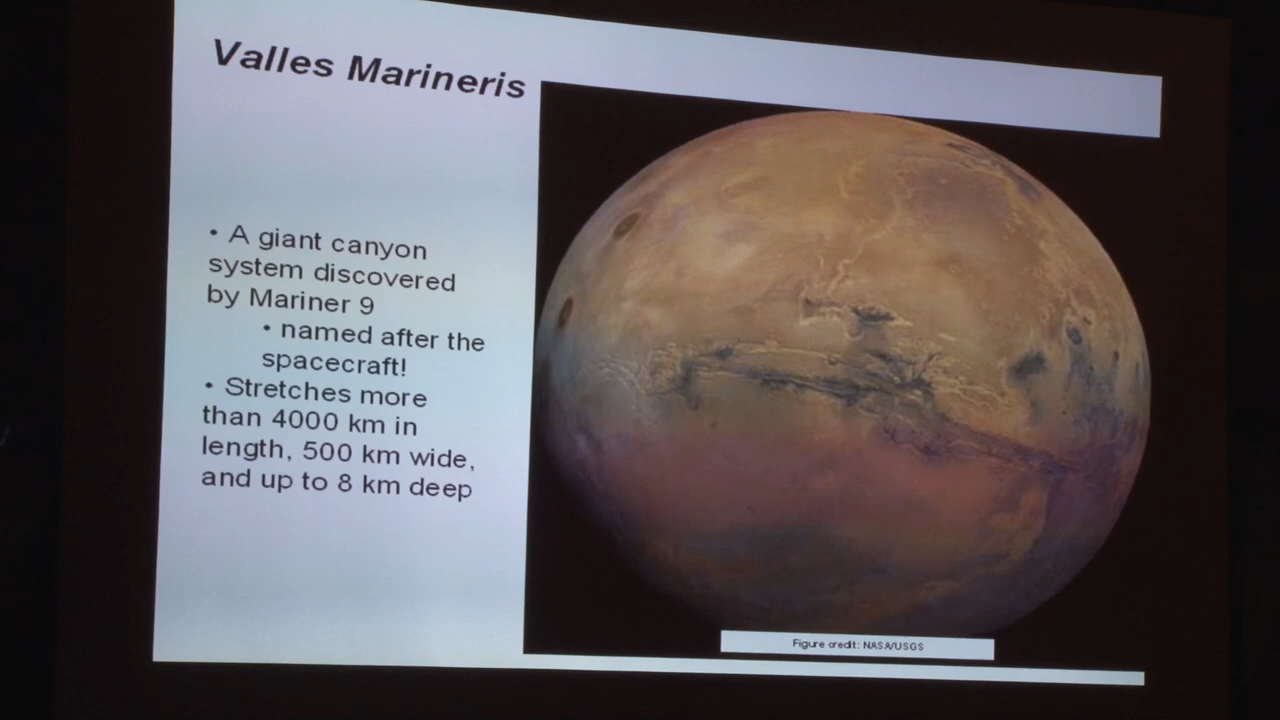 Valles Marineris
• A giant canyon
system discovered
by Mariner 9
• named after the
spacecraft!
• Stretches more
than 4000 km in
length, 500 km wide,
and up to 8 km deep
Figure credit: NASA/USGS